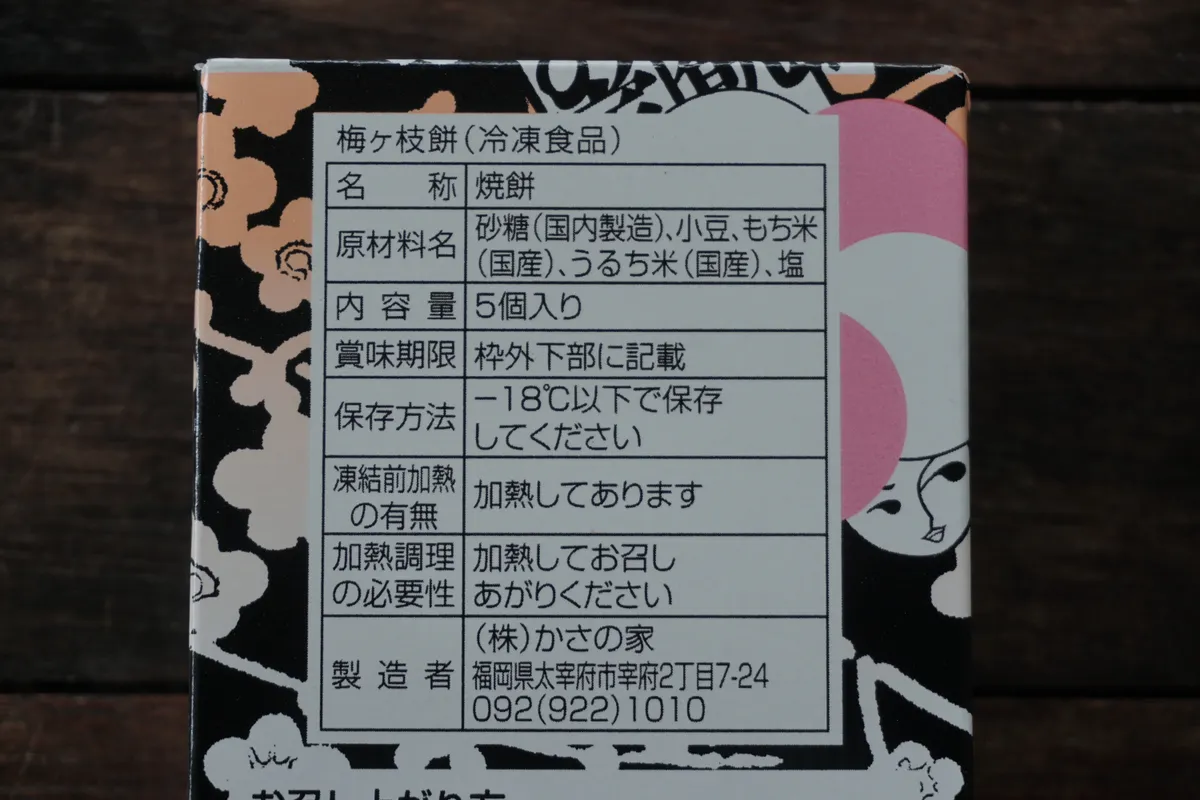 梅ヶ枝餅(冷凍食品)
名称 焼餅
原材料名 砂糖(国内製造)、小豆、もち米
(国産)、うるち米(国産)、塩
内容量 5個入り
賞味期限 枠外下部に記載
保存方法 −18℃以下で保存
してください
凍結前加熱
の有無
加熱してあります
加熱調理
の必要性
加熱してお召し
あがりください
製造者 (株)かさの家
福岡県太宰府市宰府2丁目7-24
092(922)1010
お召し上がり方